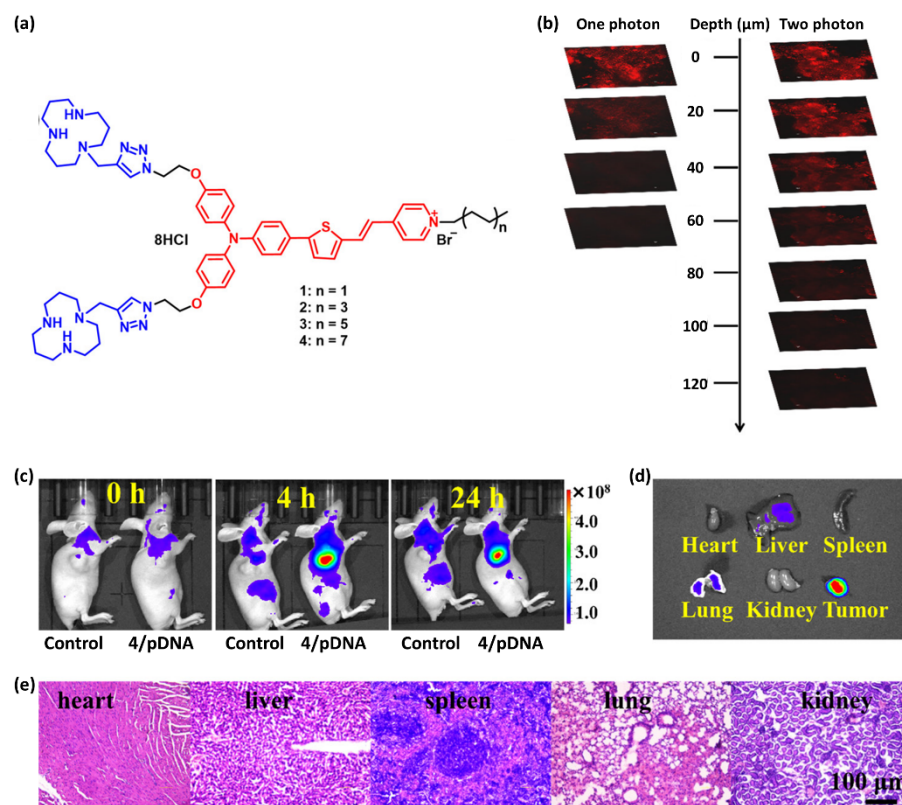 (a)
HN
NH
N
N
N
N
O
8HCl
N
S
N+
Br−
n
O
N
N
N
N
NH
H
N
1: n = 1
2: n = 3
3: n = 5
4: n = 7
(b)
One photon Depth (μm) Two photon
0
20
40
60
80
100
120
(c)
0 h 4 h 24 h
×10⁸
4.0
3.0
2.0
1.0
Control 4/pDNA Control 4/pDNA Control 4/pDNA
(d)
Heart Liver Spleen
Lung Kidney Tumor
(e)
heart liver spleen lung kidney
100 μm